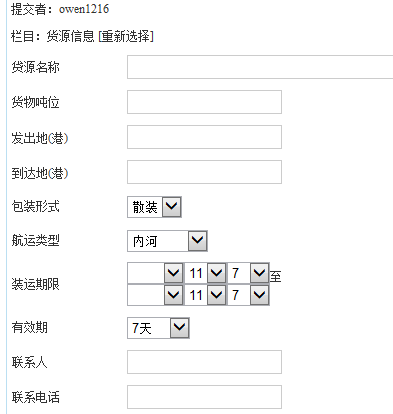 提交者：owen1216
栏目：货源信息 [重新选择]
货源名称
货物吨位
发出地(港)
到达地(港)
包装形式 散装
航运类型 内河
装运期限 11 7 至
11 7
有效期 7天
联系人
联系电话